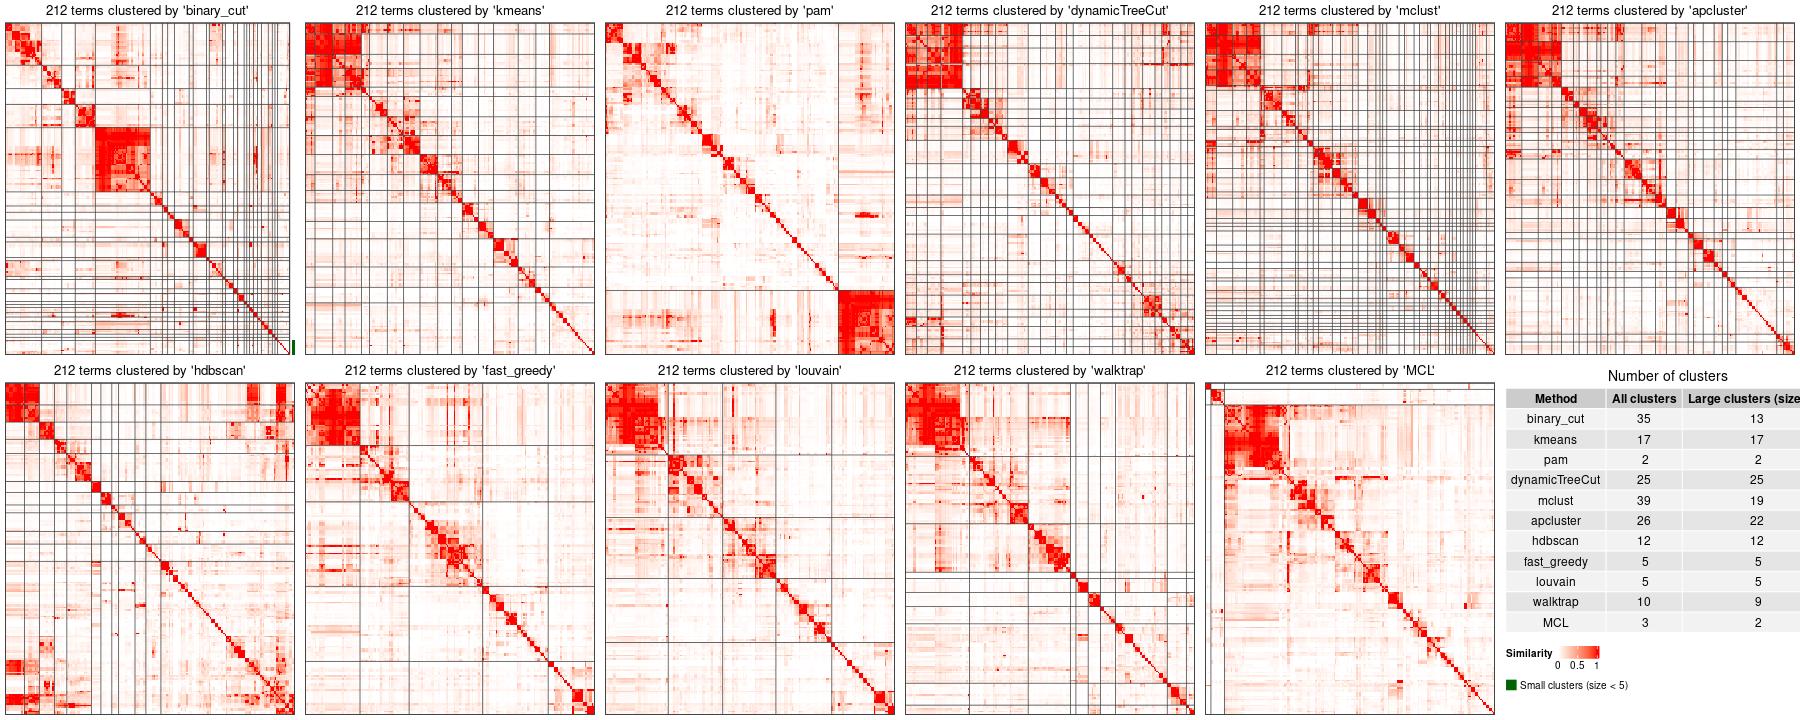 212 terms clustered by 'binary_cut'
212 terms clustered by 'kmeans'
212 terms clustered by 'pam'
212 terms clustered by 'dynamicTreeCut'
212 terms clustered by 'mclust'
212 terms clustered by 'apcluster'
212 terms clustered by 'hdbscan'
212 terms clustered by 'fast_greedy'
212 terms clustered by 'louvain'
212 terms clustered by 'walktrap'
212 terms clustered by 'MCL'
Number of clusters
Method All clusters Large clusters (size
binary_cut 35 13
kmeans 17 17
pam 2 2
dynamicTreeCut 25 25
mclust 39 19
apcluster 26 22
hdbscan 12 12
fast_greedy 5 5
louvain 5 5
walktrap 10 9
MCL 3 2
Similarity
0 0.5 1
Small clusters (size < 5)